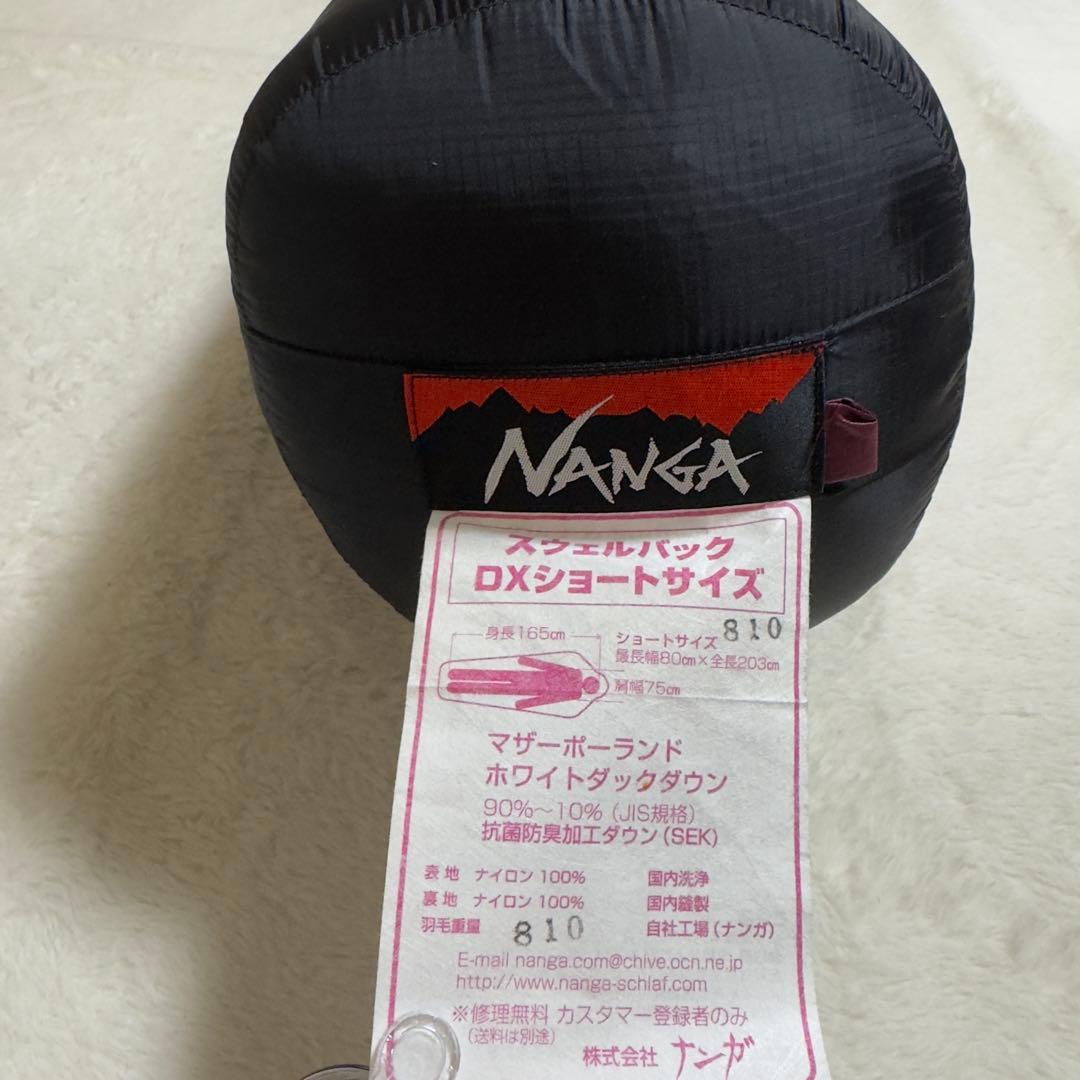 NANGA
スウェルバック
DXショートサイズ
810
身長165㎝
ショートサイズ
最長幅80㎝×全長203㎝
肩幅75㎝
マザーポーランド
ホワイトダックダウン
90%～10% (JIS規格)
抗菌防臭加工ダウン(SEK)
表地 ナイロン 100% 国内洗浄
裏地 ナイロン 100% 国内縫製
羽毛重量 810 自社工場(ナンガ)
E-mail nanga.com@chive.ocn.ne.jp
http://www.nanga-schlaf.com
※修理無料 カスタマー登録者のみ
(送料は別途)
株式会社 ナンガ